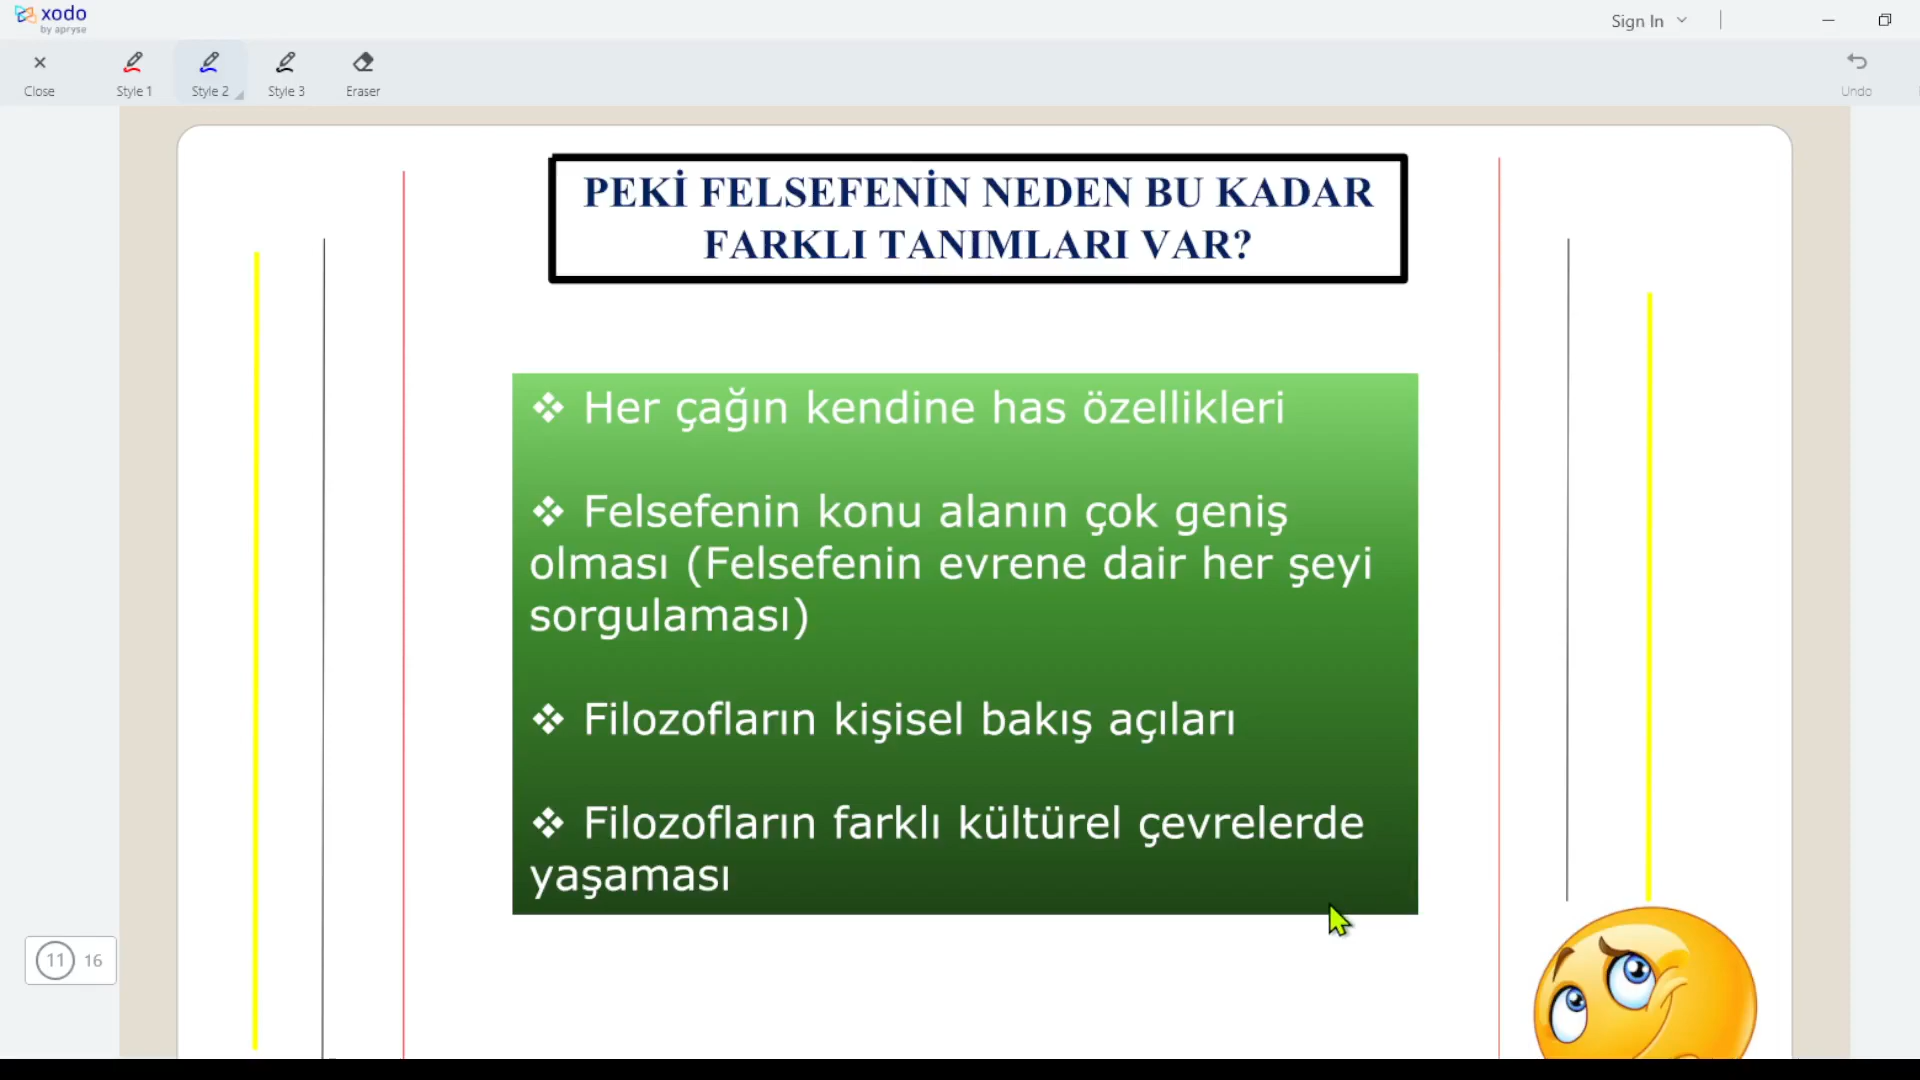 xodo
by apryse
Sign In
Close
Style 1
Style 2
Style 3
Eraser
Undo
PEKİ FELSEFENİN NEDEN BU KADAR
FARKLI TANIMLARI VAR?
❖ Her çağın kendine has özellikleri
❖ Felsefenin konu alanın çok geniş
olması (Felsefenin evrene dair her şeyi
sorgulaması)
❖ Filozofların kişisel bakış açıları
❖ Filozofların farklı kültürel çevrelerde
yaşaması
11 16